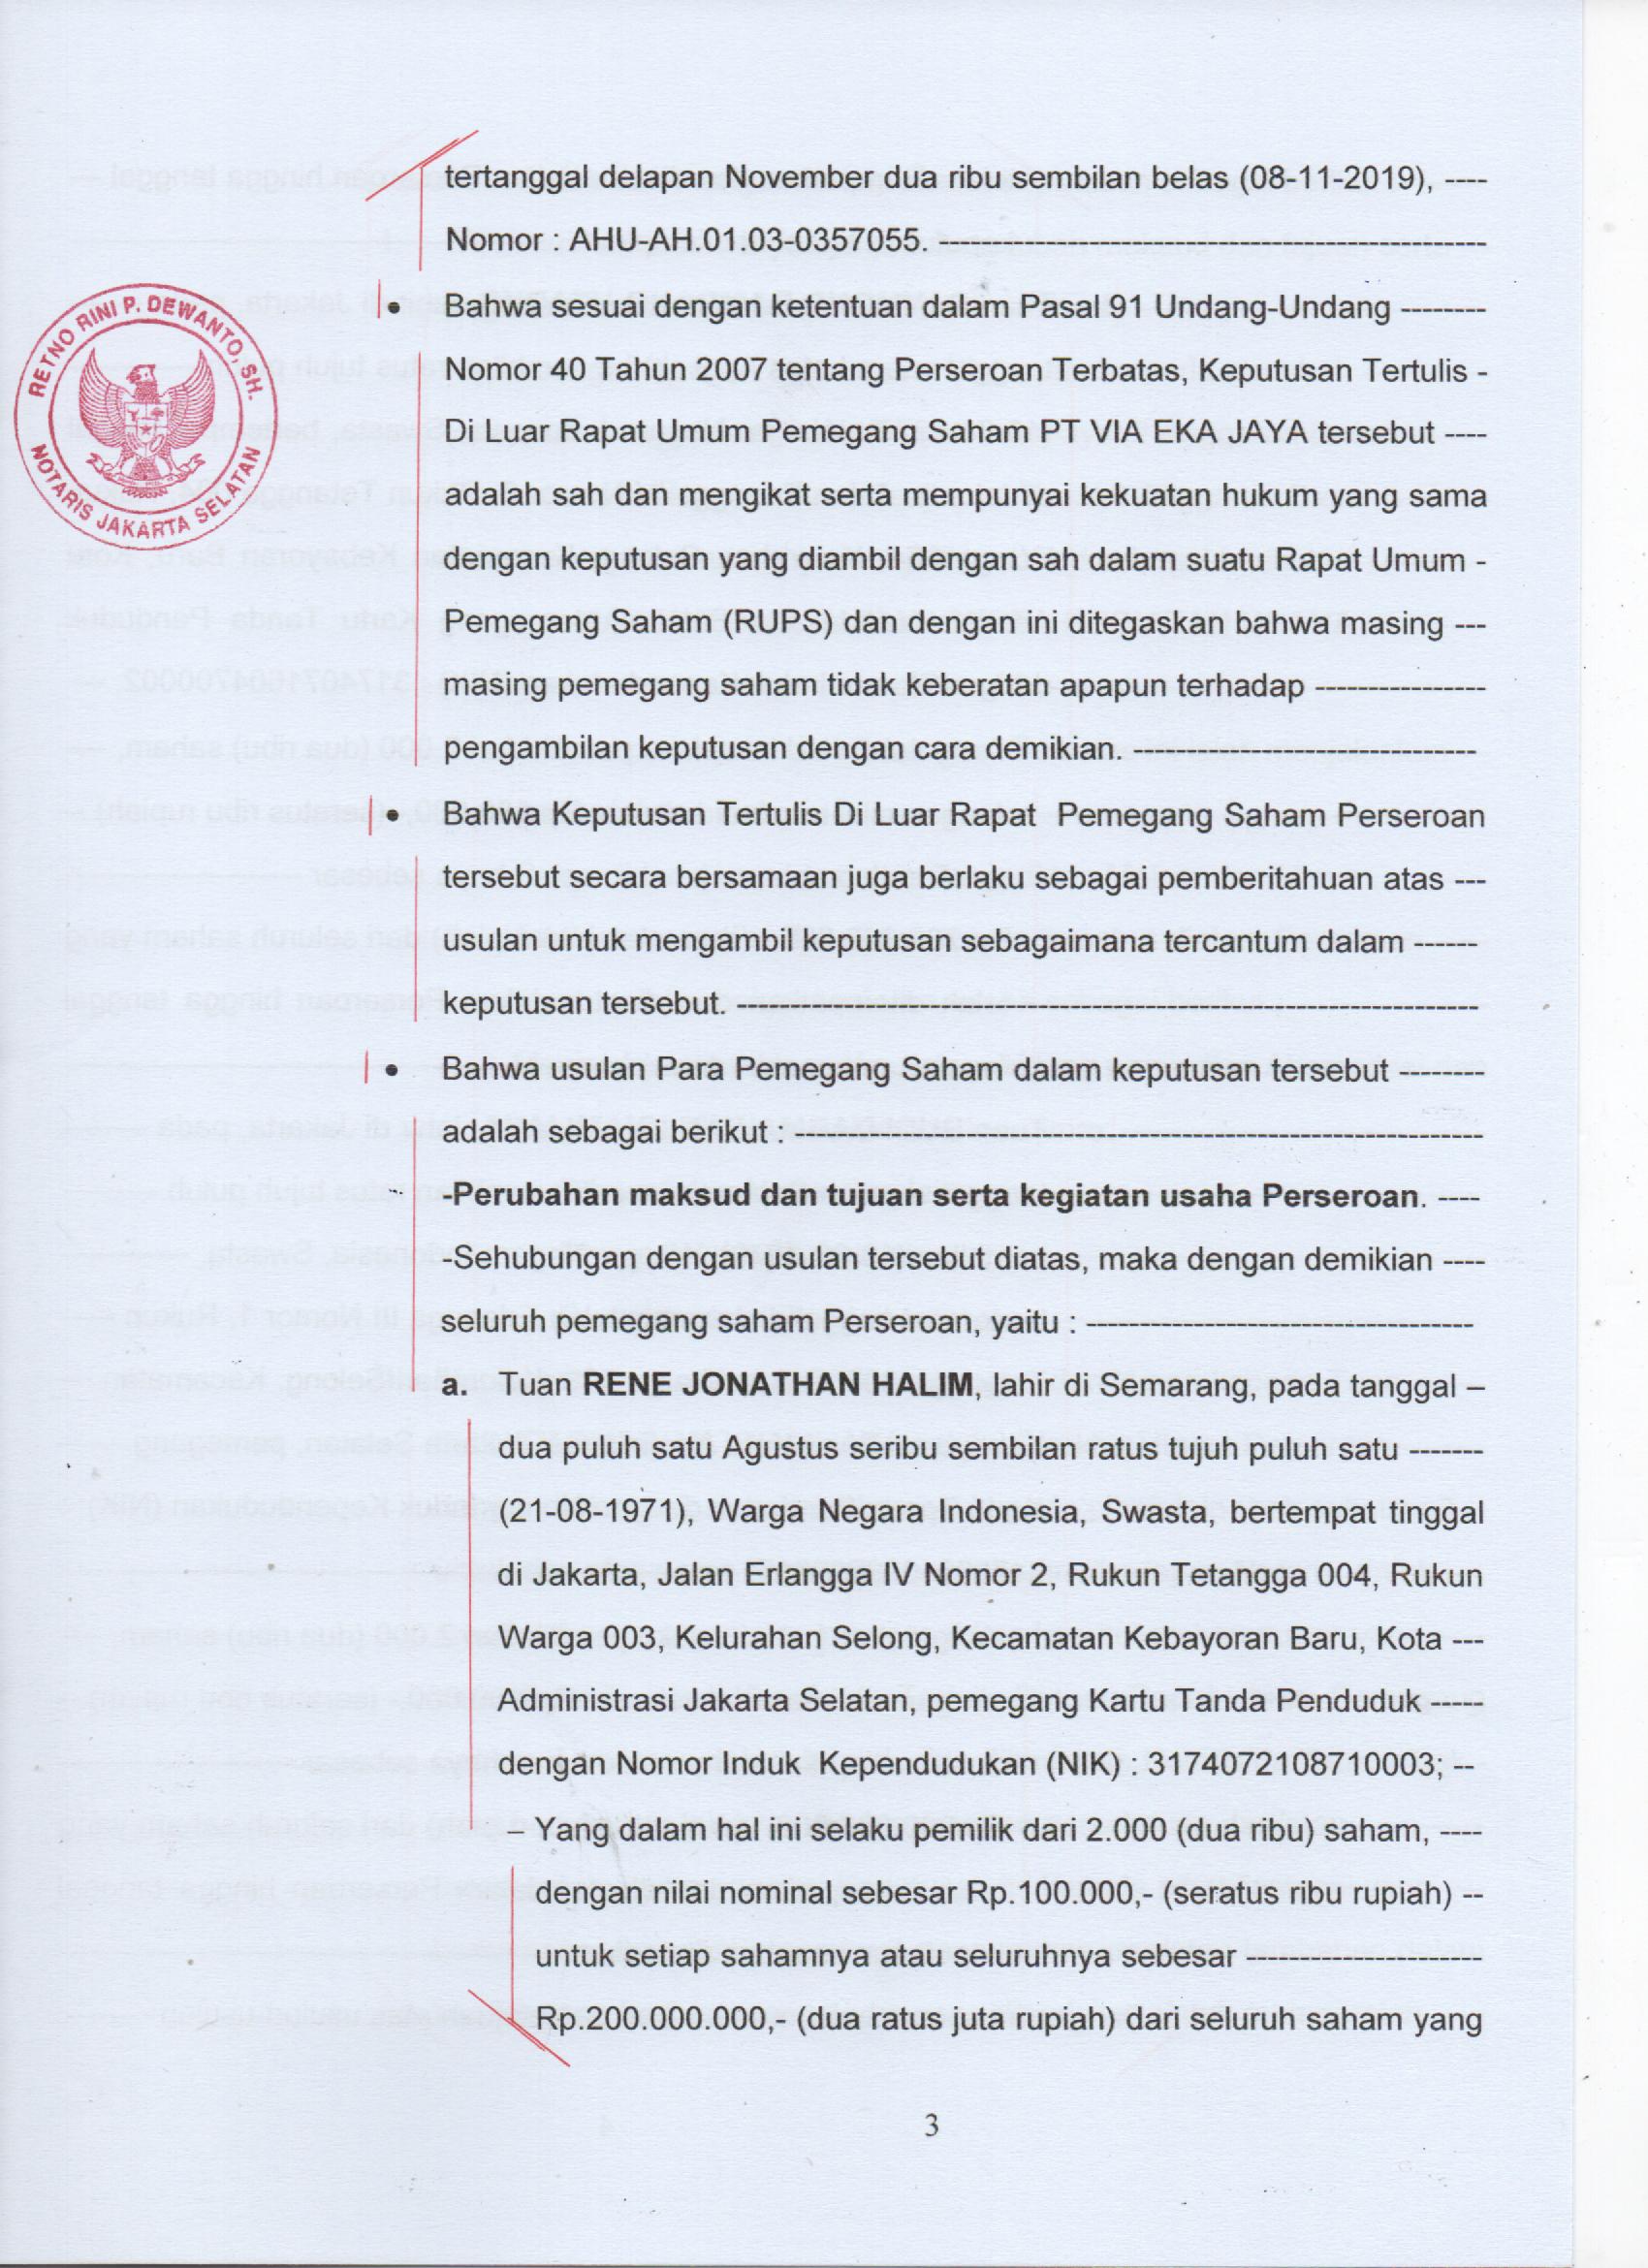 tertanggal delapan November dua ribu sembilan belas (08-11-2019), ----
Nomor : AHU-AH.01.03-0357055. ----------------------------------------------------
• Bahwa sesuai dengan ketentuan dalam Pasal 91 Undang-Undang --------
Nomor 40 Tahun 2007 tentang Perseroan Terbatas, Keputusan Tertulis -
Di Luar Rapat Umum Pemegang Saham PT VIA EKA JAYA tersebut ----
adalah sah dan mengikat serta mempunyai kekuatan hukum yang sama
dengan keputusan yang diambil dengan sah dalam suatu Rapat Umum -
Pemegang Saham (RUPS) dan dengan ini ditegaskan bahwa masing ---
masing pemegang saham tidak keberatan apapun terhadap ----------------
pengambilan keputusan dengan cara demikian. ---------------------------------
• Bahwa Keputusan Tertulis Di Luar Rapat Pemegang Saham Perseroan
tersebut secara bersamaan juga berlaku sebagai pemberitahuan atas ---
usulan untuk mengambil keputusan sebagaimana tercantum dalam ------
keputusan tersebut. -----------------------------------------------------------------------
• Bahwa usulan Para Pemegang Saham dalam keputusan tersebut --------
adalah sebagai berikut : ------------------------------------------------------------------
-Perubahan maksud dan tujuan serta kegiatan usaha Perseroan. ----
-Sehubungan dengan usulan tersebut diatas, maka dengan demikian ----
seluruh pemegang saham Perseroan, yaitu : -------------------------------------
a. Tuan RENE JONATHAN HALIM, lahir di Semarang, pada tanggal –
dua puluh satu Agustus seribu sembilan ratus tujuh puluh satu -------
(21-08-1971), Warga Negara Indonesia, Swasta, bertempat tinggal
di Jakarta, Jalan Erlangga IV Nomor 2, Rukun Tetangga 004, Rukun
Warga 003, Kelurahan Selong, Kecamatan Kebayoran Baru, Kota ---
Administrasi Jakarta Selatan, pemegang Kartu Tanda Penduduk -----
dengan Nomor Induk Kependudukan (NIK) : 3174072108710003; --
– Yang dalam hal ini selaku pemilik dari 2.000 (dua ribu) saham, ----
dengan nilai nominal sebesar Rp.100.000,- (seratus ribu rupiah) --
untuk setiap sahamnya atau seluruhnya sebesar ----------------------
Rp.200.000.000,- (dua ratus juta rupiah) dari seluruh saham yang
3
RETNO RINI P. DEWANTO, SH.
NOTARIS JAKARTA SELATAN